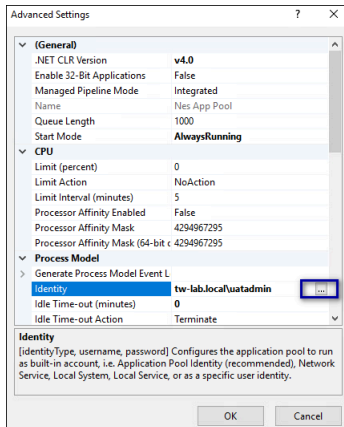 Advanced Settings ? X
(General)
.NET CLR Version v4.0
Enable 32-Bit Applications False
Managed Pipeline Mode Integrated
Name Nes App Pool
Queue Length 1000
Start Mode AlwaysRunning
CPU
Limit (percent) 0
Limit Action NoAction
Limit Interval (minutes) 5
Processor Affinity Enabled False
Processor Affinity Mask 4294967295
Processor Affinity Mask (64-bit c 4294967295
Process Model
Generate Process Model Event L
Identity tw-lab.local\uatadmin ...
Idle Time-out (minutes) 0
Idle Time-out Action Terminate
Identity
[identityType, username, password] Configures the application pool to run
as built-in account, i.e. Application Pool Identity (recommended), Network
Service, Local System, Local Service, or as a specific user identity.
OK Cancel